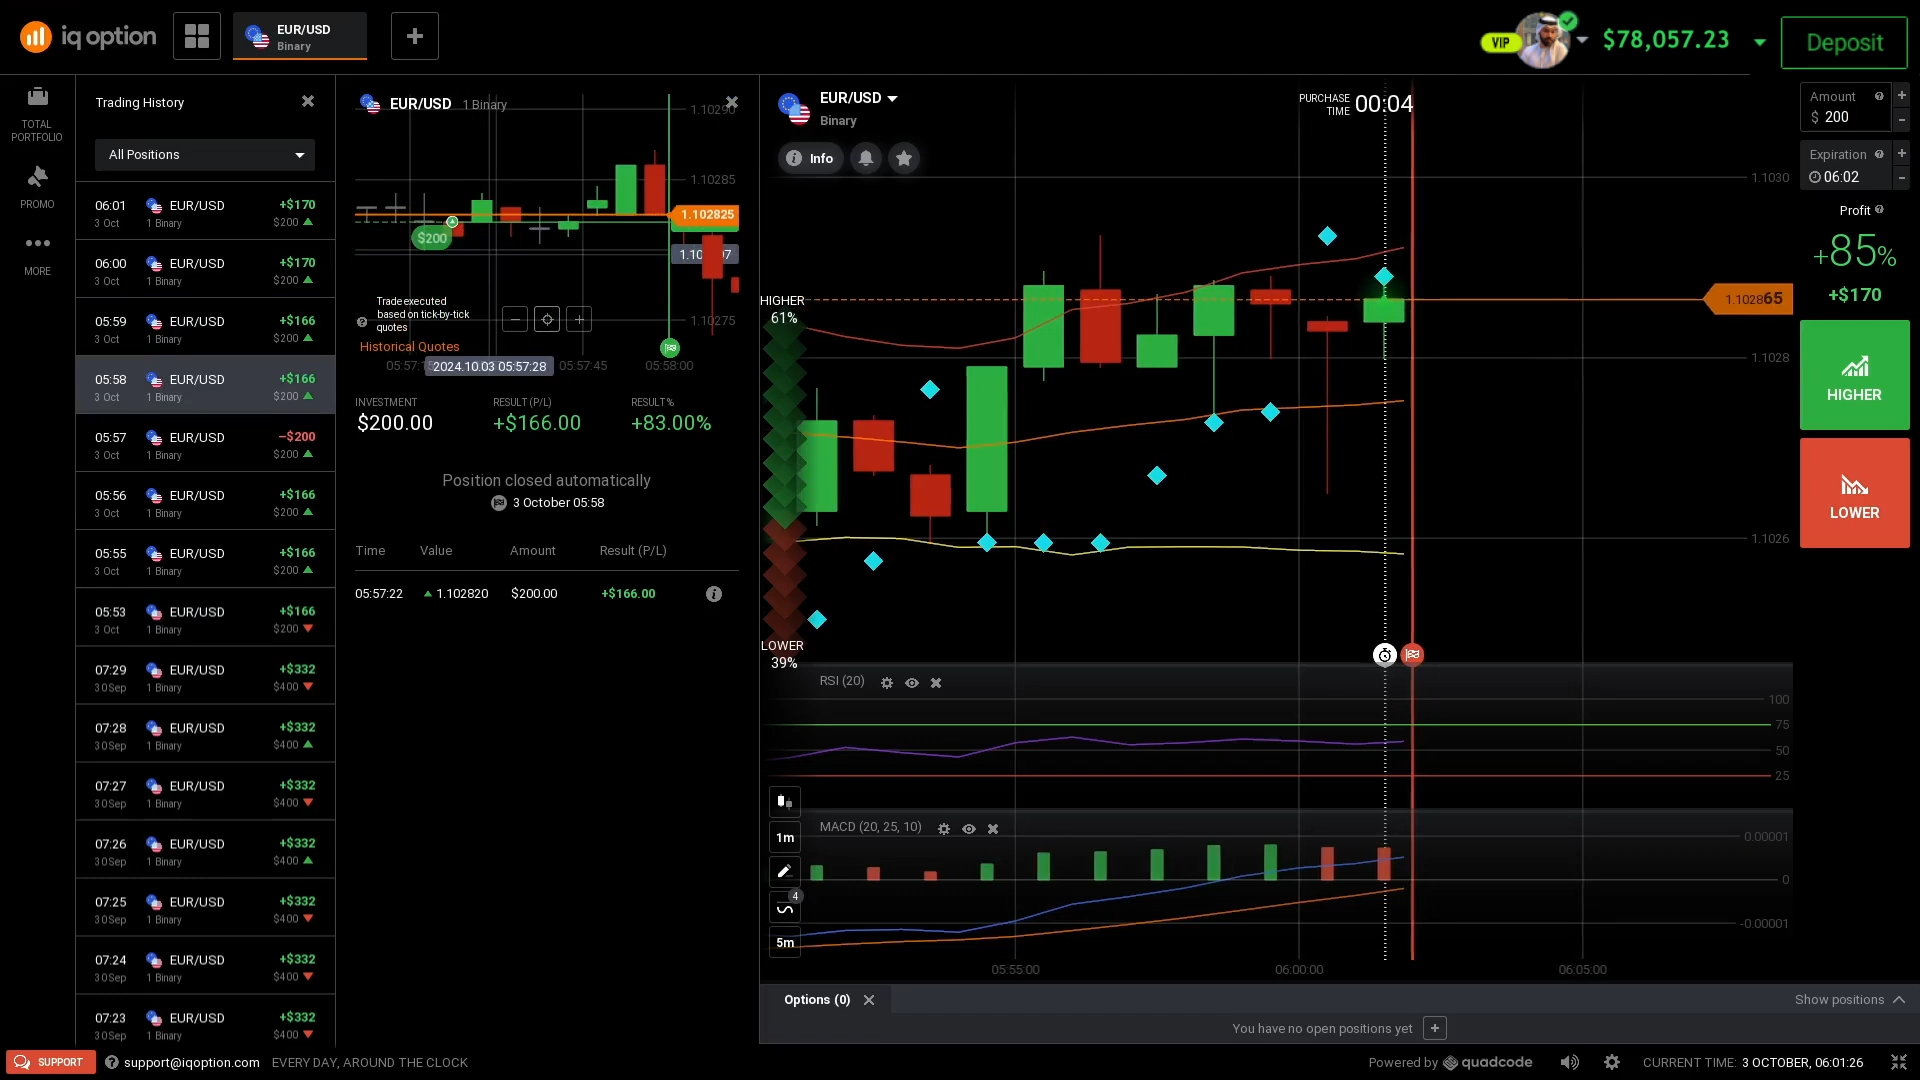 iq option
EUR/USD
Binary
VIP
$78,057.23
Deposit
TOTAL
PORTFOLIO
PROMO
MORE
Trading History
All Positions
06:01 EUR/USD +$170
3 Oct 1 Binary $200
06:00 EUR/USD +$170
3 Oct 1 Binary $200
05:59 EUR/USD +$166
3 Oct 1 Binary $200
05:58 EUR/USD +$166
3 Oct 1 Binary $200
05:57 EUR/USD –$200
3 Oct 1 Binary $200
05:56 EUR/USD +$166
3 Oct 1 Binary $200
05:55 EUR/USD +$166
3 Oct 1 Binary $200
05:53 EUR/USD +$166
3 Oct 1 Binary $200
07:29 EUR/USD +$332
30 Sep 1 Binary $400
07:28 EUR/USD +$332
30 Sep 1 Binary $400
07:27 EUR/USD +$332
30 Sep 1 Binary $400
07:26 EUR/USD +$332
30 Sep 1 Binary $400
07:25 EUR/USD +$332
30 Sep 1 Binary $400
07:24 EUR/USD +$332
30 Sep 1 Binary $400
07:23 EUR/USD +$332
30 Sep 1 Binary $400
EUR/USD 1 Binary
1.10290
1.10285
1.102825
$200
1.10275
Trade executed
based on tick-by-tick
quotes
Historical Quotes
2024.10.03 05:57:28 05:57:45 05:58:00
INVESTMENT RESULT (P/L) RESULT%
$200.00 +$166.00 +83.00%
Position closed automatically
3 October 05:58
Time Value Amount Result (P/L)
05:57:22 1.102820 $200.00 +$166.00
EUR/USD
Binary
Info
PURCHASE
TIME
00:04
1.1030
HIGHER
61%
1.102865
1.1028
1.1026
LOWER
39%
RSI (20)
100
75
50
25
1m
MACD (20, 25, 10)
0.00001
0
4
-0.00001
5m
05:55:00 06:00:00 06:05:00
Amount
$ 200
Expiration
06:02
Profit
+85%
+$170
HIGHER
LOWER
Options (0)
Show positions
You have no open positions yet
SUPPORT
support@iqoption.com
EVERY DAY, AROUND THE CLOCK
Powered by quadcode
CURRENT TIME: 3 OCTOBER, 06:01:26